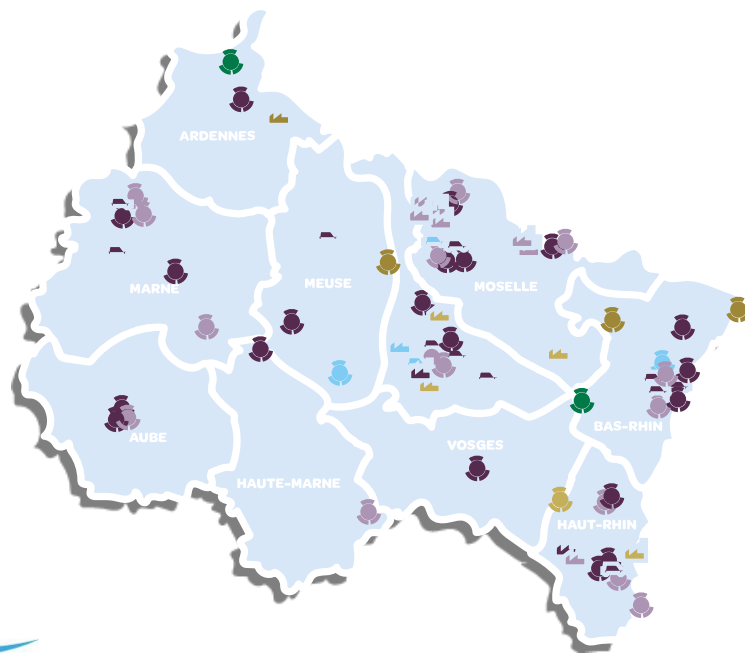 ARDENNES
MARNE
MEUSE
MOSELLE
AUBE
HAUTE-MARNE
VOSGES
BAS-RHIN
HAUT-RHIN